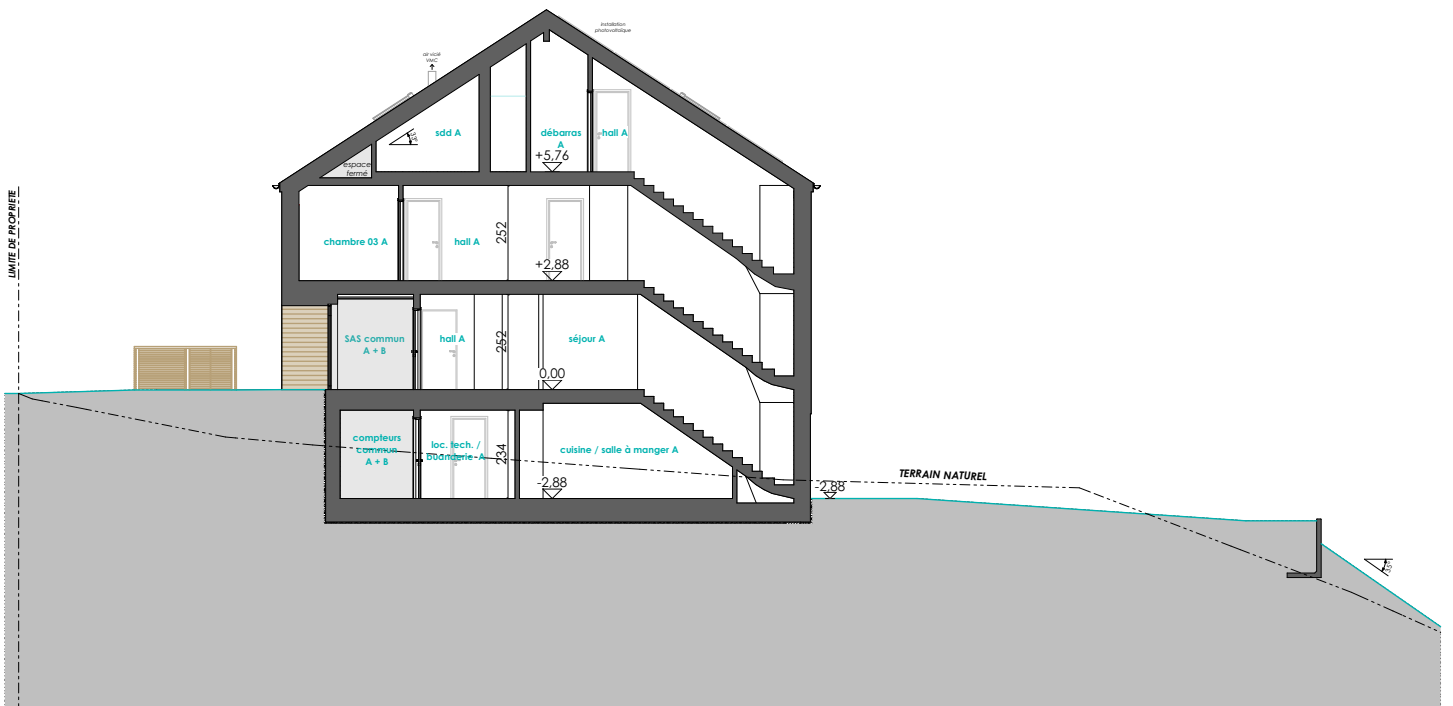 installation
photovoltaïque
air vicié
VMC
33°
sdd A
débarras
A
hall A
+5,76
espace
fermé
LIMITE DE PROPRIETE
chambre 03 A
hall A
252
+2,88
SAS commun
A + B
hall A
252
séjour A
0,00
compteurs
commun
A + B
loc. tech. /
buanderie A
234
cuisine / salle à manger A
-2,88
-2,88
TERRAIN NATUREL
35°